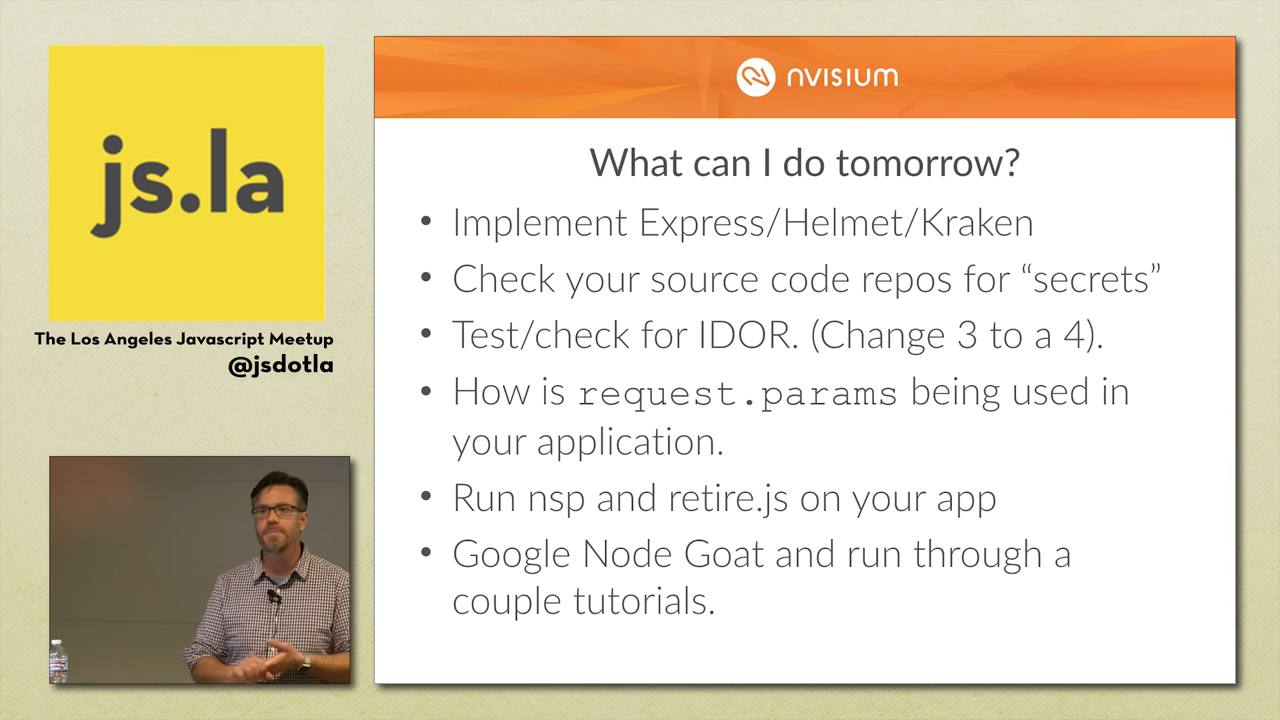 js.la
The Los Angeles Javascript Meetup
@jsdotla
nvisium
What can I do tomorrow?
• Implement Express/Helmet/Kraken
• Check your source code repos for “secrets”
• Test/check for IDOR. (Change 3 to a 4).
• How is request.params being used in
your application.
• Run nsp and retire.js on your app
• Google Node Goat and run through a
couple tutorials.